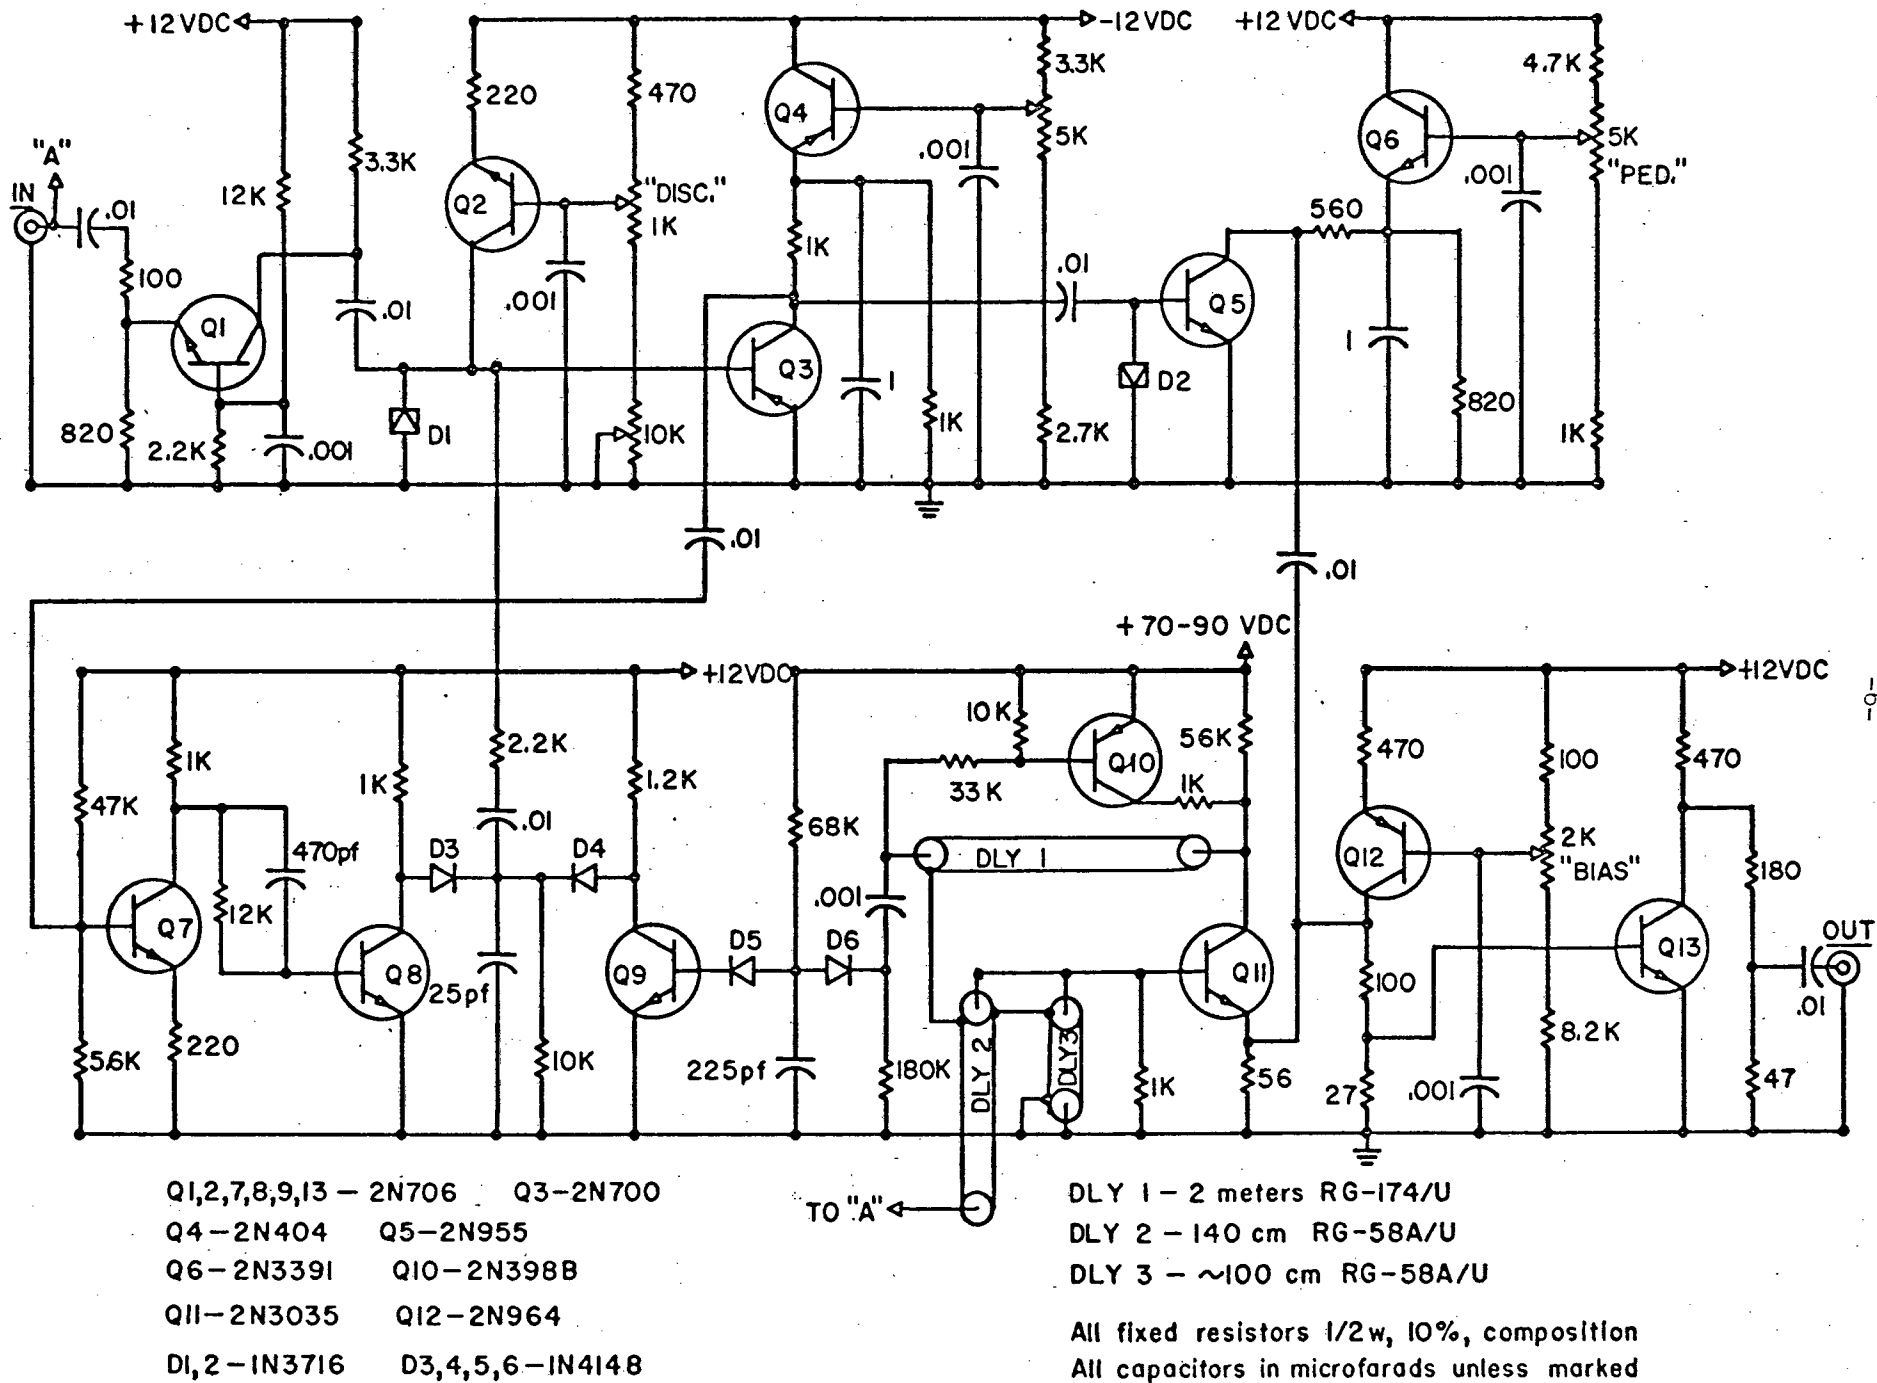 +12VDC
-12VDC
+12VDC
220
470
Q4
3.3K
4.7K
"A"
IN
.01
12K
3.3K
Q2
"DISC."
1K
.001
5K
Q6
.001
5K
"PED."
100
Q1
.01
.001
1K
.01
Q5
560
1
820
2.2K
.001
D1
10K
Q3
1
1K
2.7K
D2
820
1K
.01
.01
+70-90 VDC
+12VDC
+12VDC
47K
1K
1K
2.2K
1.2K
68K
10K
33K
Q10
56K
1K
470
100
470
470pf
12K
D3
.01
D4
DLY 1
.001
Q12
2K
"BIAS"
180
Q7
Q8
25pf
Q9
D5
D6
Q11
100
Q13
OUT
.01
5.6K
220
10K
225pf
180K
DLY 2
DLY3
1K
56
27
.001
8.2K
47
TO "A"
Q1,2,7,8,9,13 - 2N706 Q3-2N700
Q4-2N404 Q5-2N955
Q6-2N3391 Q10-2N398B
Q11-2N3035 Q12-2N964
D1,2-1N3716 D3,4,5,6-1N4148
DLY 1 - 2 meters RG-174/U
DLY 2 - 140 cm RG-58A/U
DLY 3 - ~100 cm RG-58A/U
All fixed resistors 1/2w, 10%, composition
All capacitors in microfarads unless marked